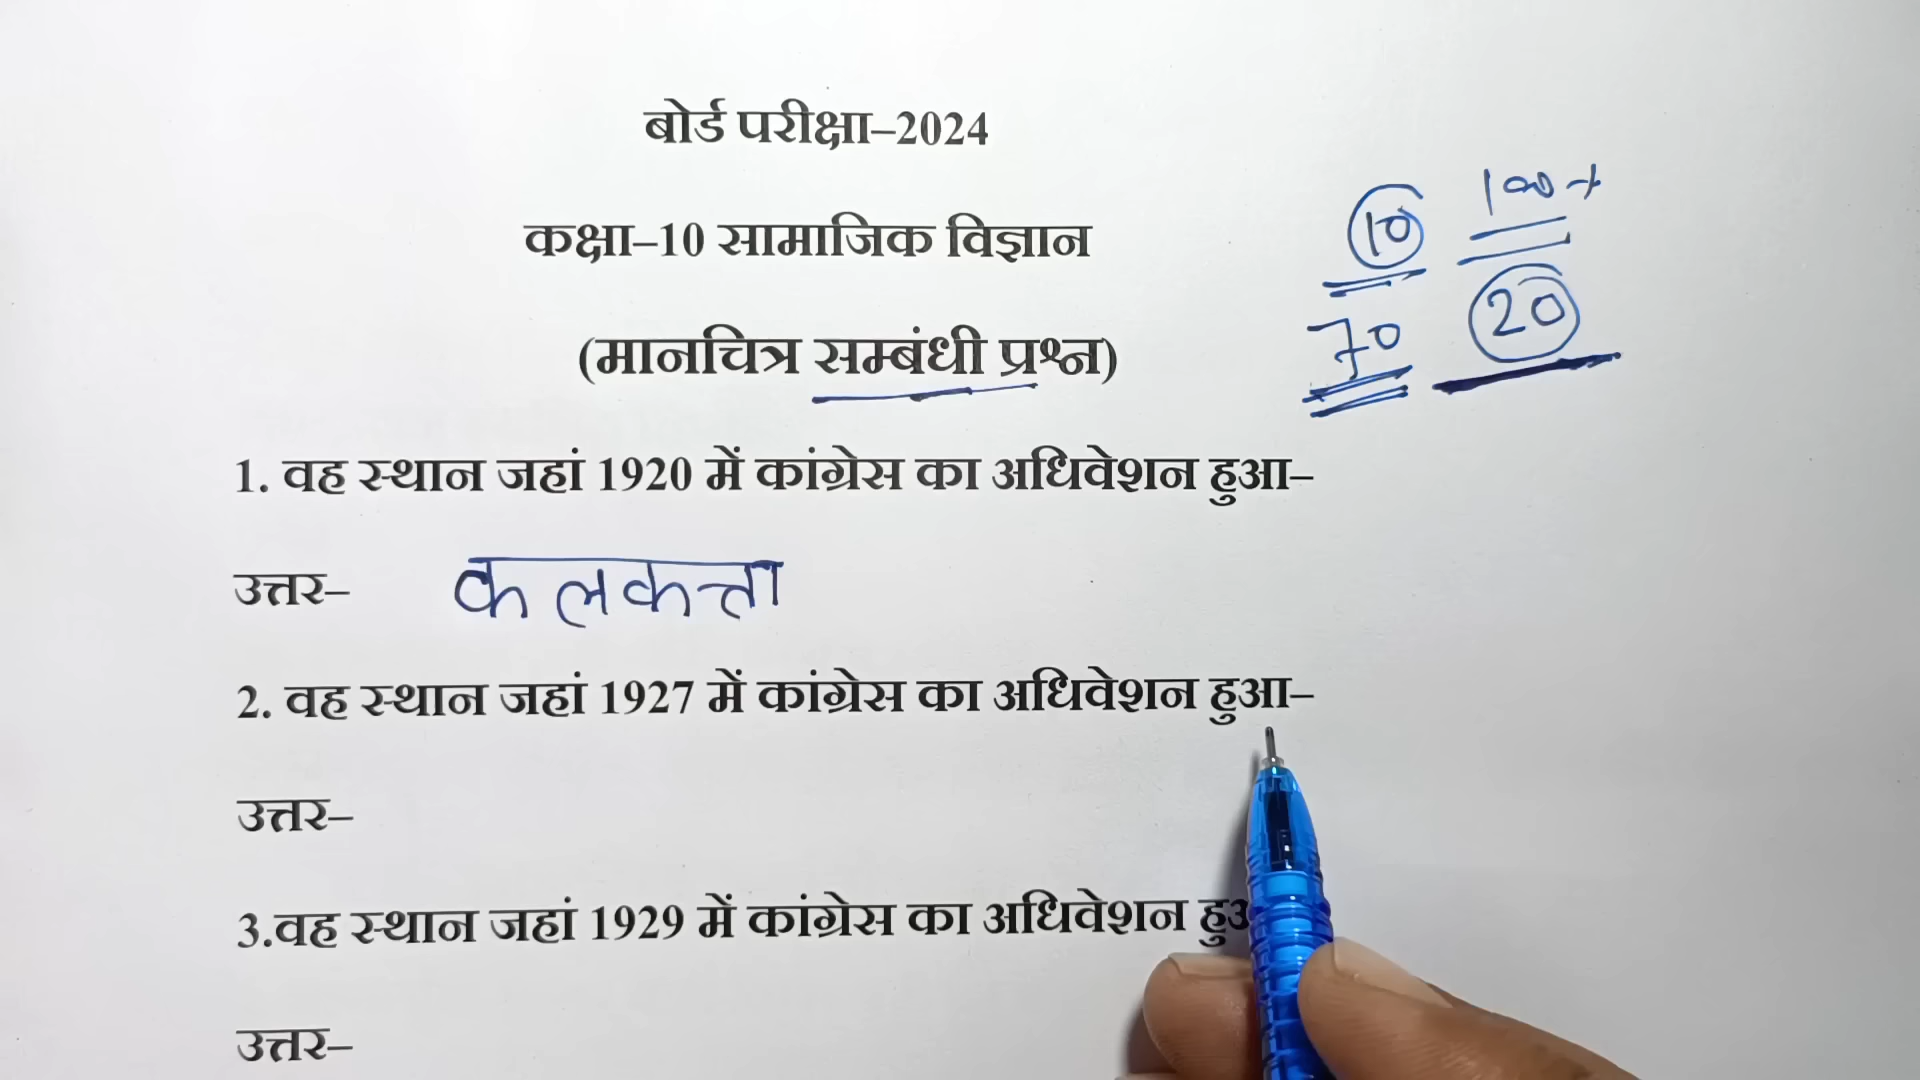 बोर्ड परीक्षा–2024
कक्षा–10 सामाजिक विज्ञान
(मानचित्र सम्बंधी प्रश्न)
10 100+
70 20
1. वह स्थान जहां 1920 में कांग्रेस का अधिवेशन हुआ–
उत्तर– कलकत्ता
2. वह स्थान जहां 1927 में कांग्रेस का अधिवेशन हुआ–
उत्तर–
3.वह स्थान जहां 1929 में कांग्रेस का अधिवेशन
उत्तर–